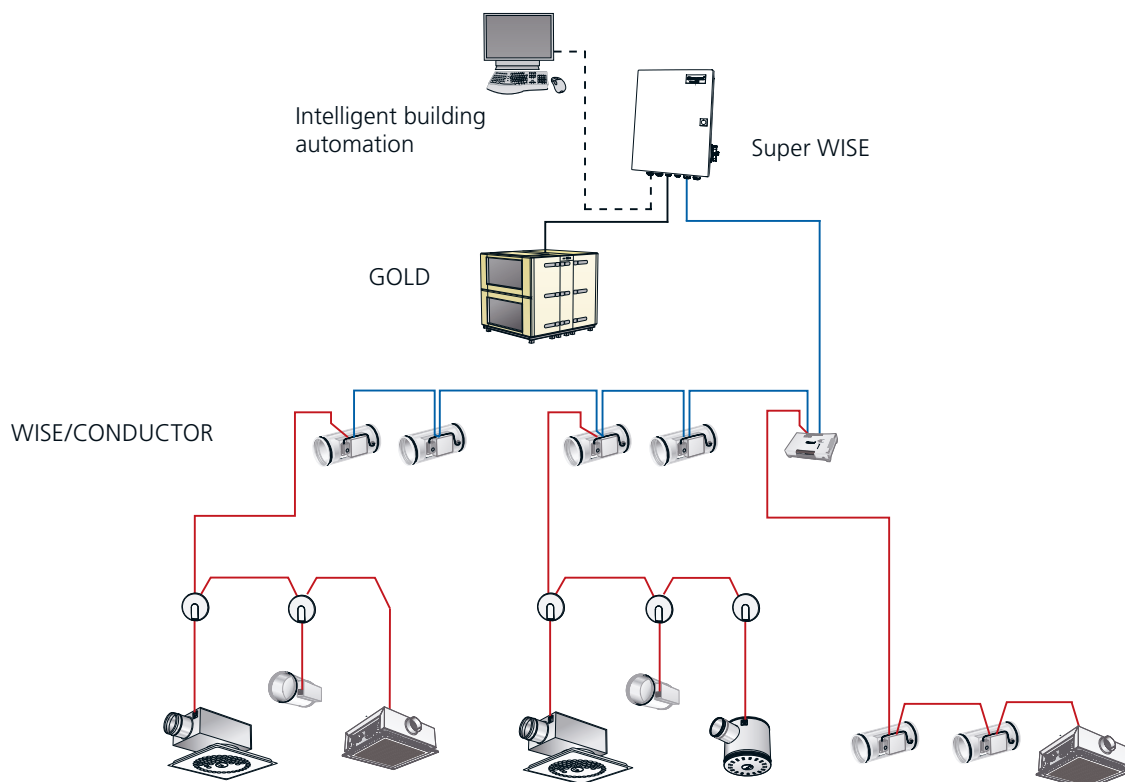 Intelligent building
automation
Super WISE
GOLD
WISE/CONDUCTOR